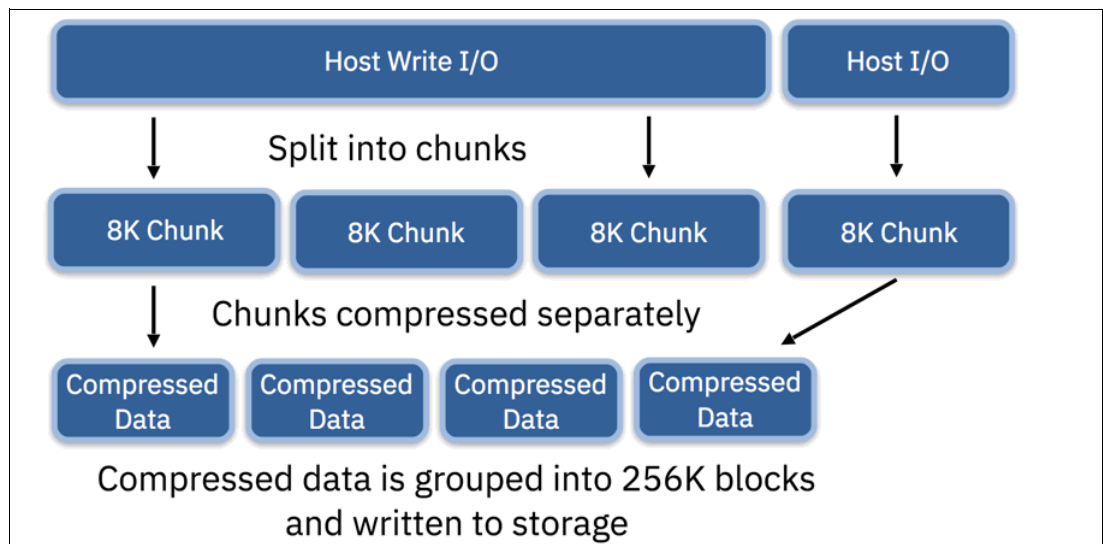 Host Write I/O
Host I/O
Split into chunks
8K Chunk
8K Chunk
8K Chunk
8K Chunk
Chunks compressed separately
Compressed
Data
Compressed
Data
Compressed
Data
Compressed
Data
Compressed data is grouped into 256K blocks
and written to storage